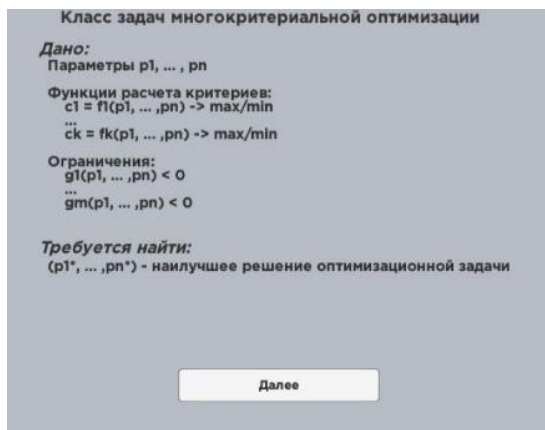 Класс задач многокритериальной оптимизации
Дано:
Параметры p1, ... , pn
Функции расчета критериев:
c1 = f1(p1, ... ,pn) -> max/min
...
ck = fk(p1, ... ,pn) -> max/min
Ограничения:
g1(p1, ... ,pn) < 0
...
gm(p1, ... ,pn) < 0
Требуется найти:
(p1*, ... ,pn*) - наилучшее решение оптимизационной задачи
Далее